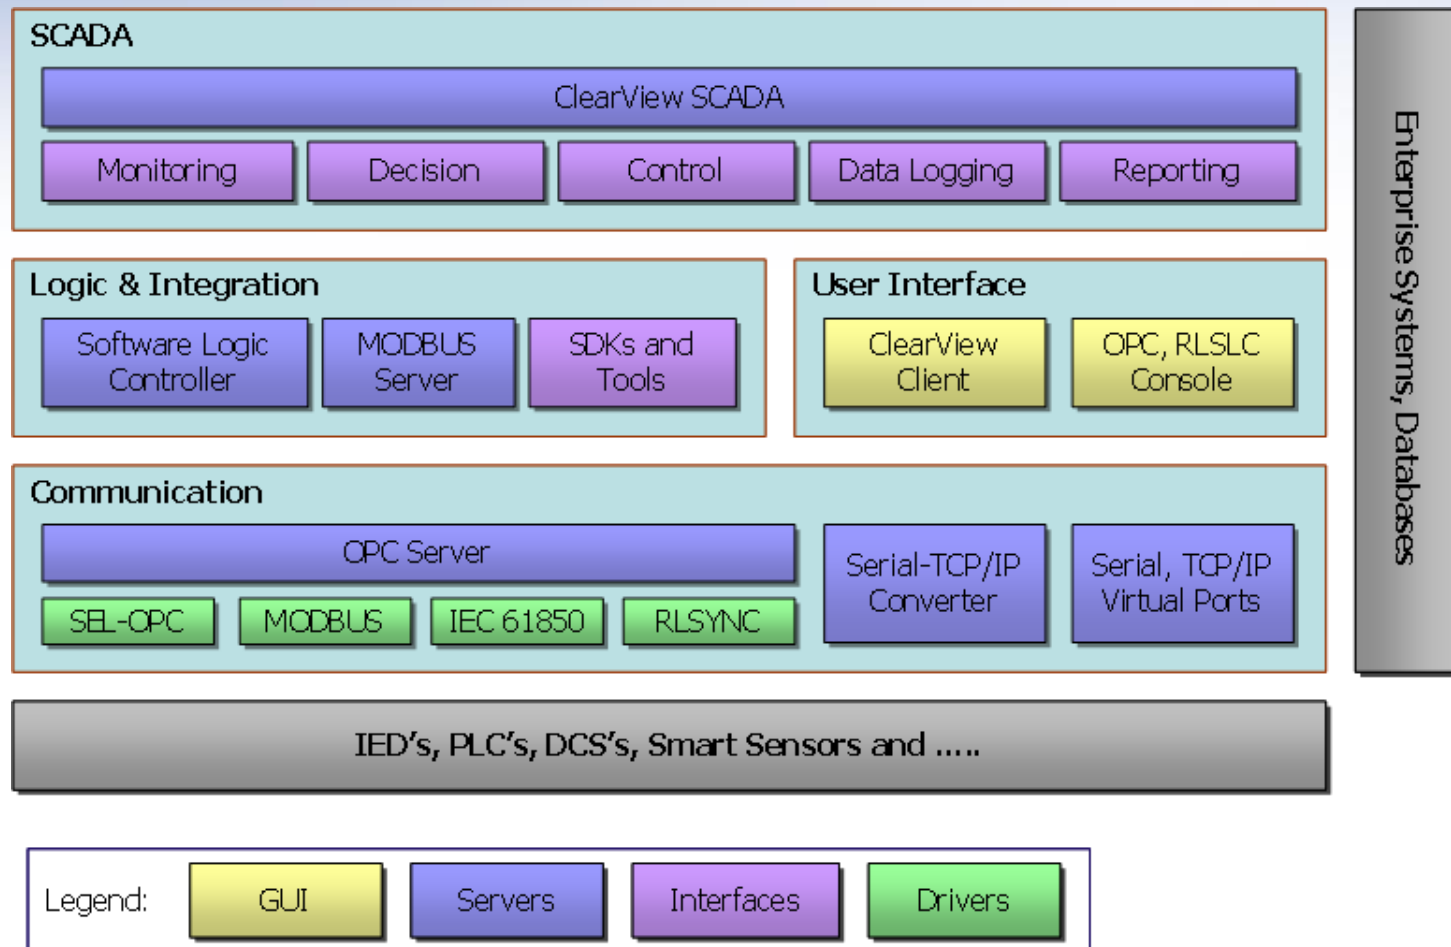 SCADA
ClearView SCADA
Monitoring
Decision
Control
Data Logging
Reporting
Logic & Integration
Software Logic
Controller
MODBUS
Server
SDKs and
Tools
User Interface
ClearView
Client
OPC, RLSLC
Console
Communication
OPC Server
SEL-OPC
MODBUS
IEC 61850
RLSYNC
Serial-TCP/IP
Converter
Serial, TCP/IP
Virtual Ports
IED's, PLC's, DCS's, Smart Sensors and .....
Enterprise Systems, Databases
Legend:
GUI
Servers
Interfaces
Drivers